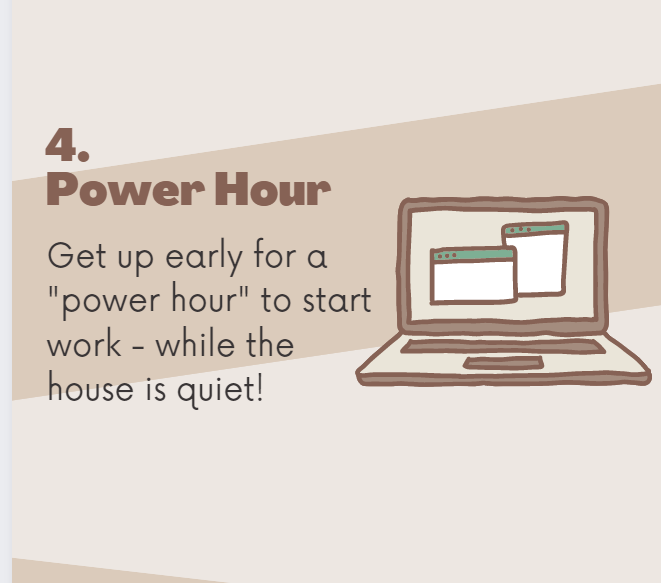 4.
Power Hour
Get up early for a
"power hour" to start
work - while the
house is quiet!